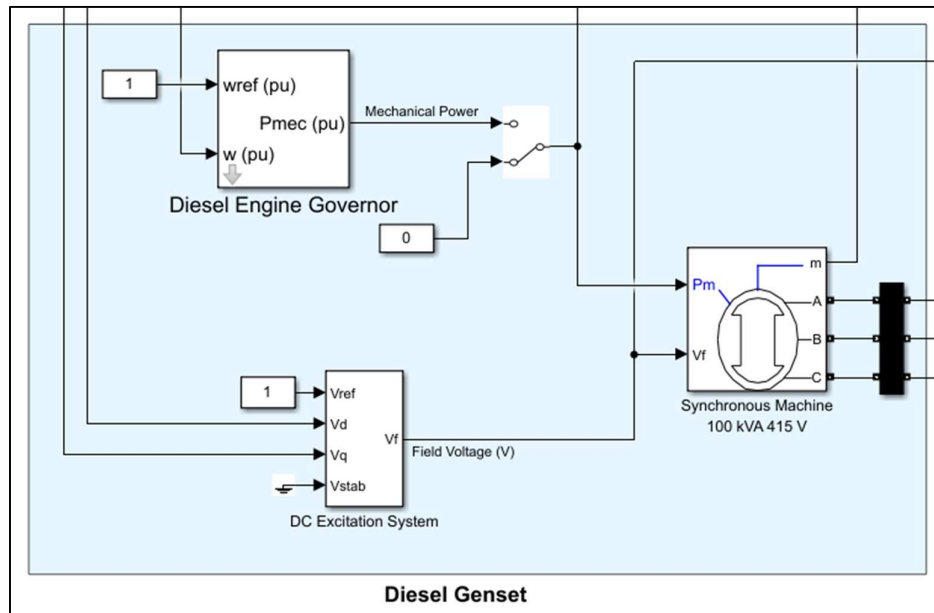 1
wref (pu)
Pmec (pu)
w (pu)
Diesel Engine Governor
Mechanical Power
0
Pm
Vf
m
A
B
C
Synchronous Machine
100 kVA 415 V
1
Vref
Vd
Vq
Vstab
Vf
Field Voltage (V)
DC Excitation System
Diesel Genset